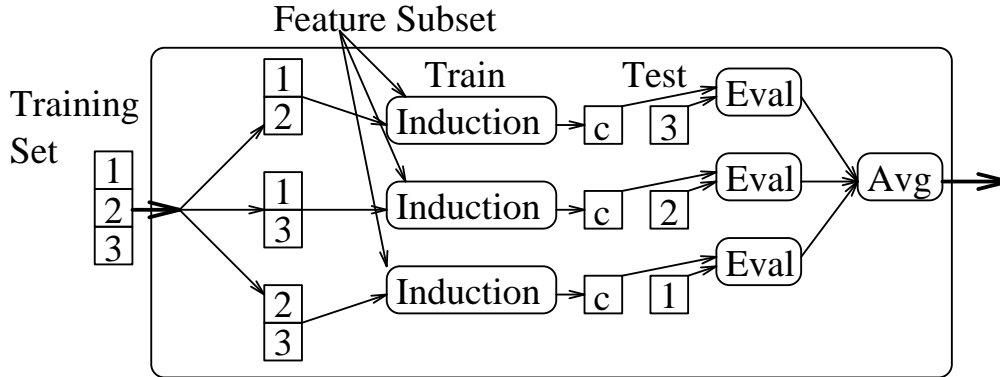 Feature Subset
Training
Set
1
2
3
1
2
1
3
2
3
Train
Induction
Induction
Induction
c
c
c
Test
3
2
1
Eval
Eval
Eval
Avg